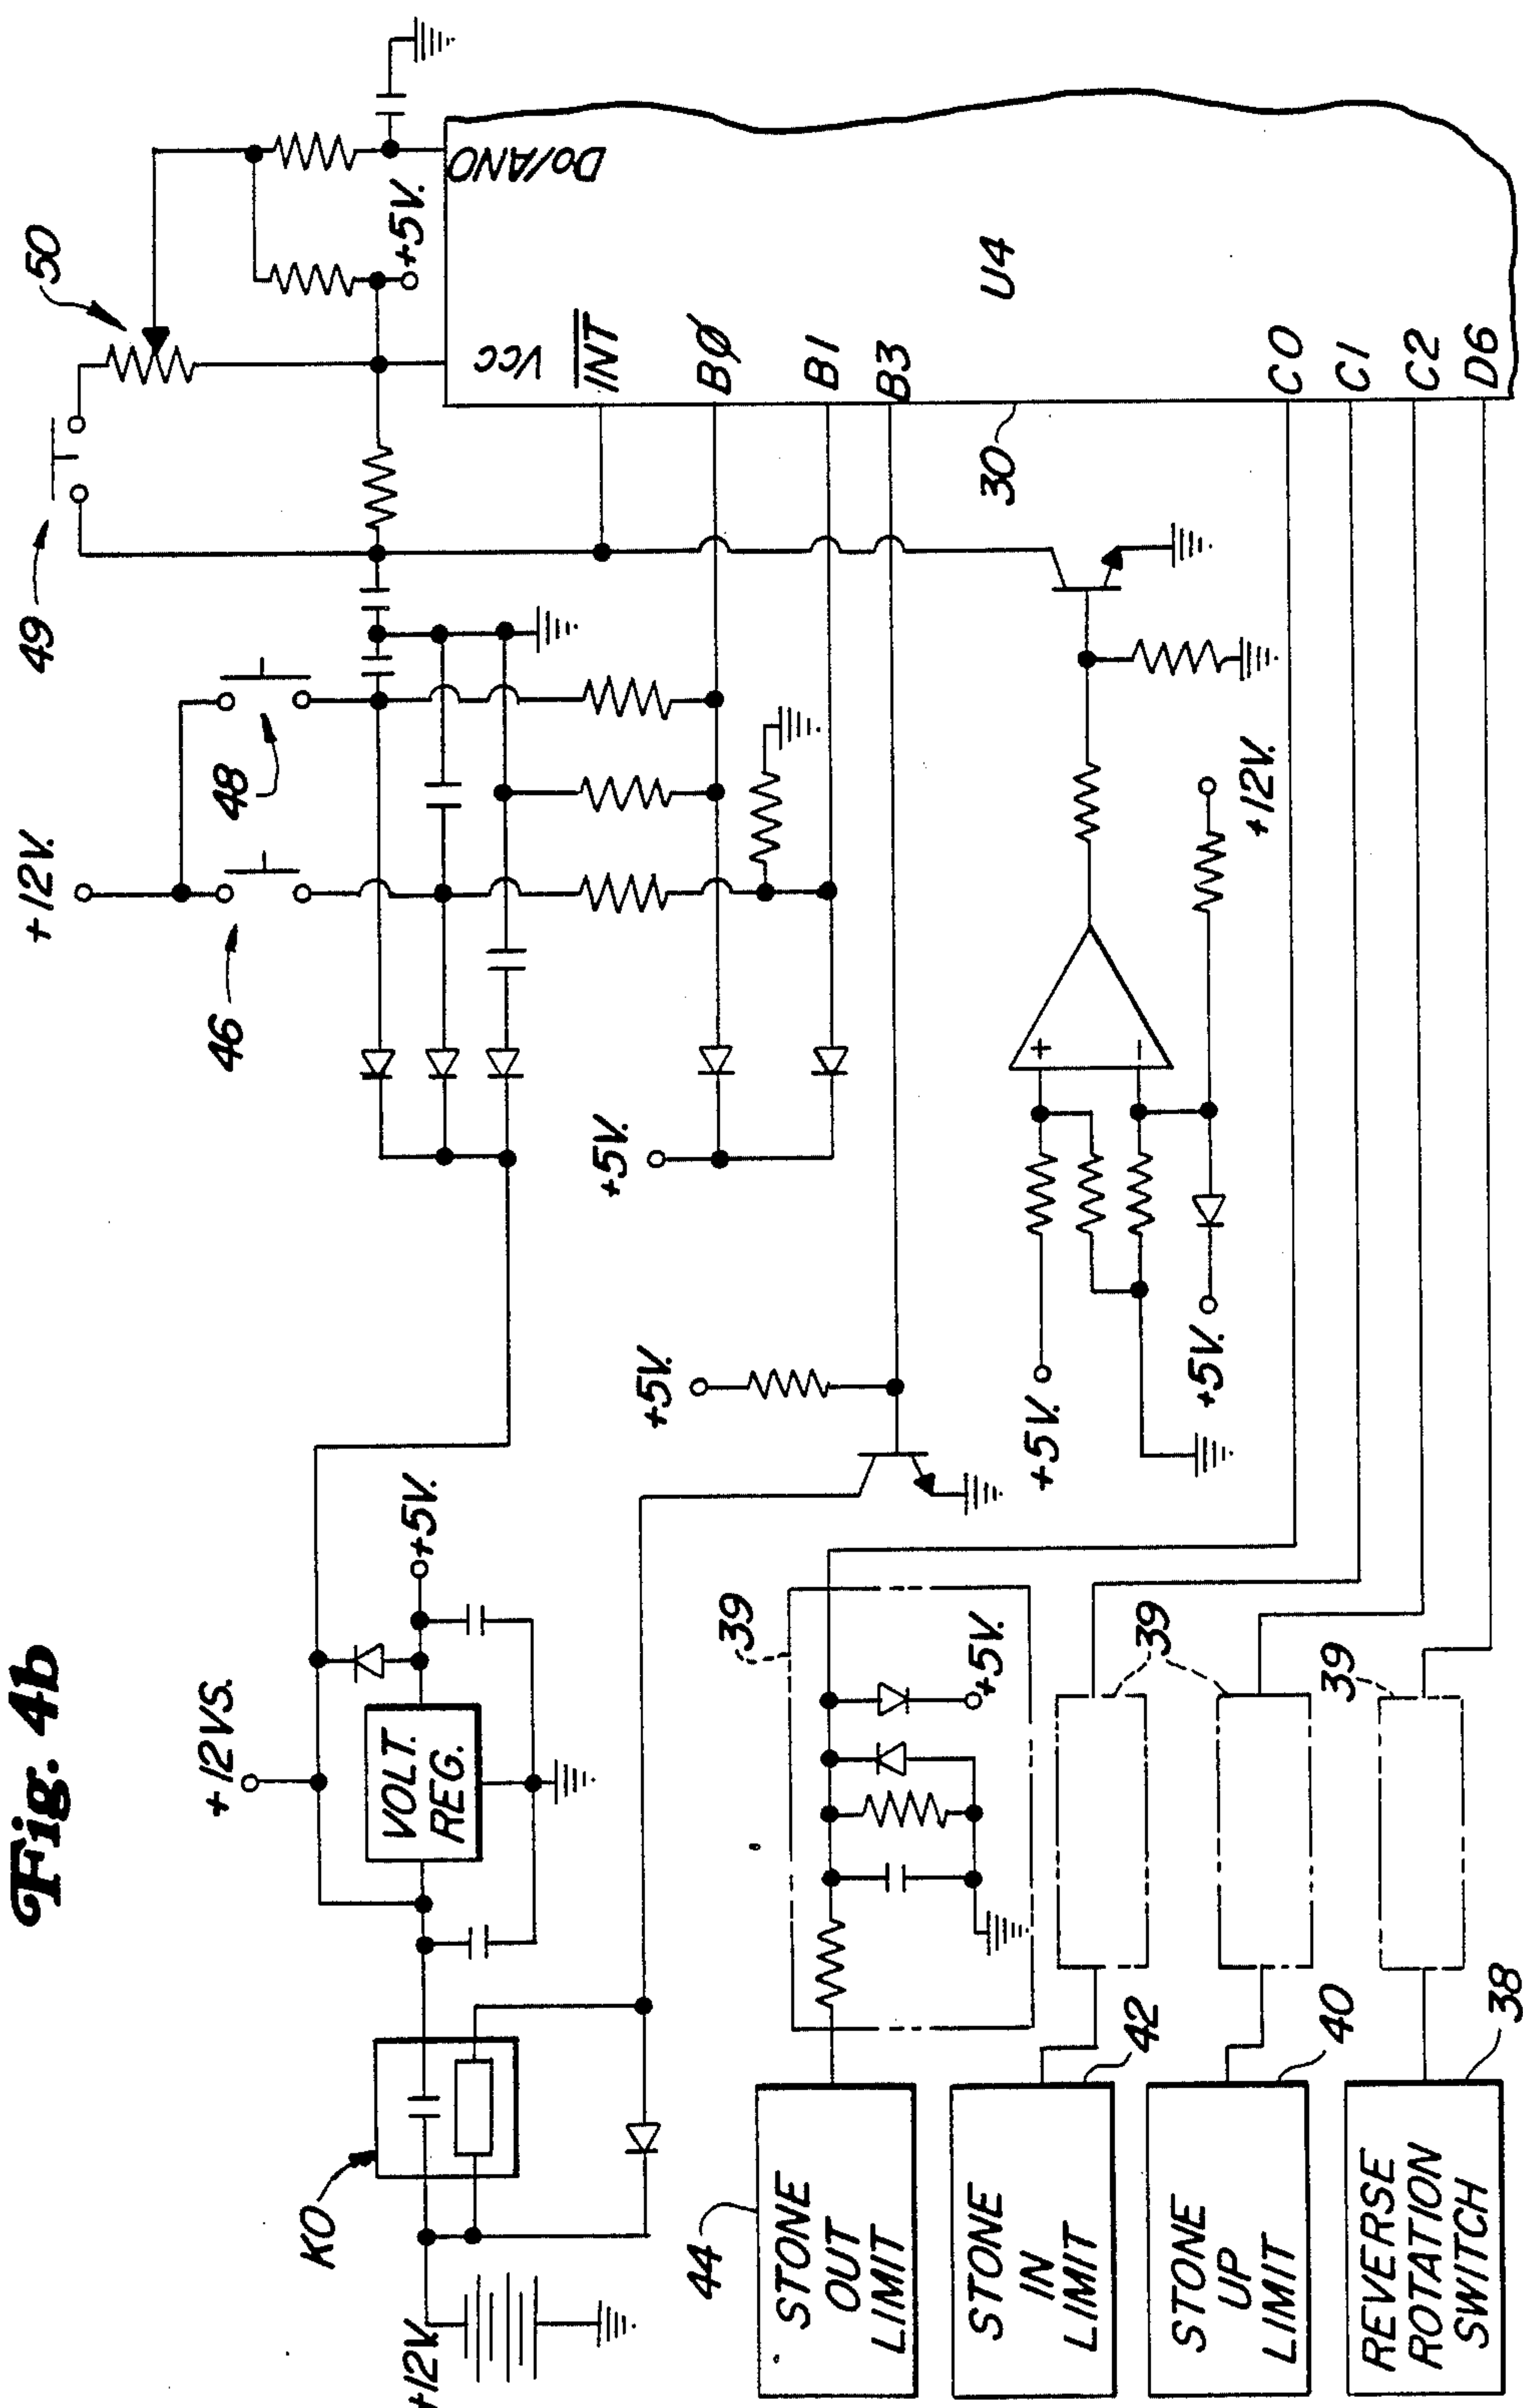 Fig. 4b
+12V.
49
50
46
48
+5V.
Do/ANO
Vcc
INT
BØ
B1
B3
U4
30
C0
C1
C2
D6
+12VS.
VOLT.
REG.
+5V.
KO
+12V.
+5V.
+5V.
+5V.
+5V.
+12V.
+
−
39
+5V.
39
39
44
STONE
OUT
LIMIT
42
STONE
IN
LIMIT
40
STONE
UP
LIMIT
38
REVERSE
ROTATION
SWITCH